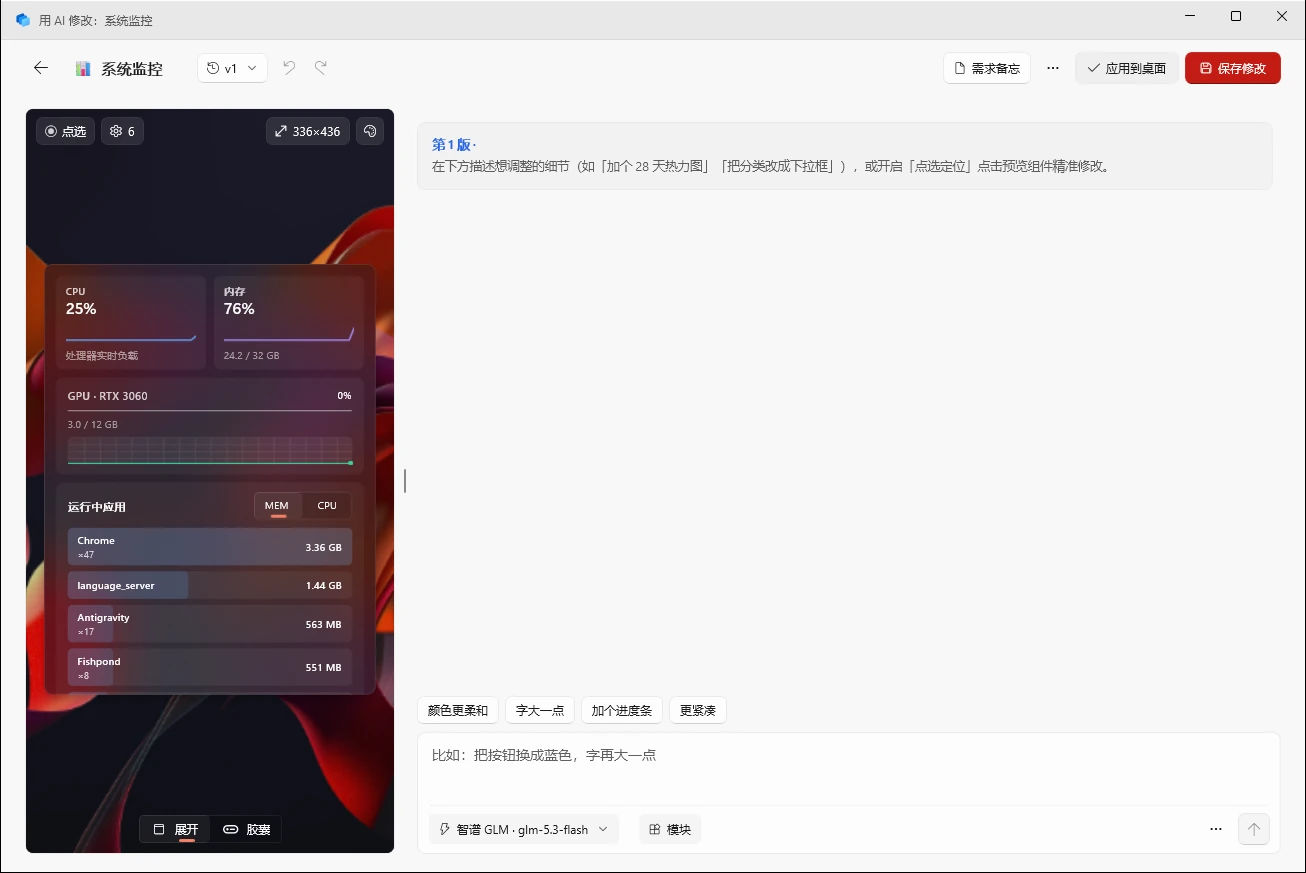 用 AI 修改：系统监控
系统监控
v1
需求备忘
应用到桌面
保存修改
点选
6
336×436
CPU
25%
处理器实时负载
内存
76%
24.2 / 32 GB
GPU · RTX 3060
0%
3.0 / 12 GB
运行中应用
MEM
CPU
Chrome
×47
3.36 GB
language_server
1.44 GB
Antigravity
×17
563 MB
Fishpond
×8
551 MB
展开
胶囊
第 1 版·
在下方描述想调整的细节（如「加个 28 天热力图」「把分类改成下拉框」），或开启「点选定位」点击预览组件精准修改。
颜色更柔和
字大一点
加个进度条
更紧凑
比如：把按钮换成蓝色，字再大一点
智谱 GLM · glm-5.3-flash
模块